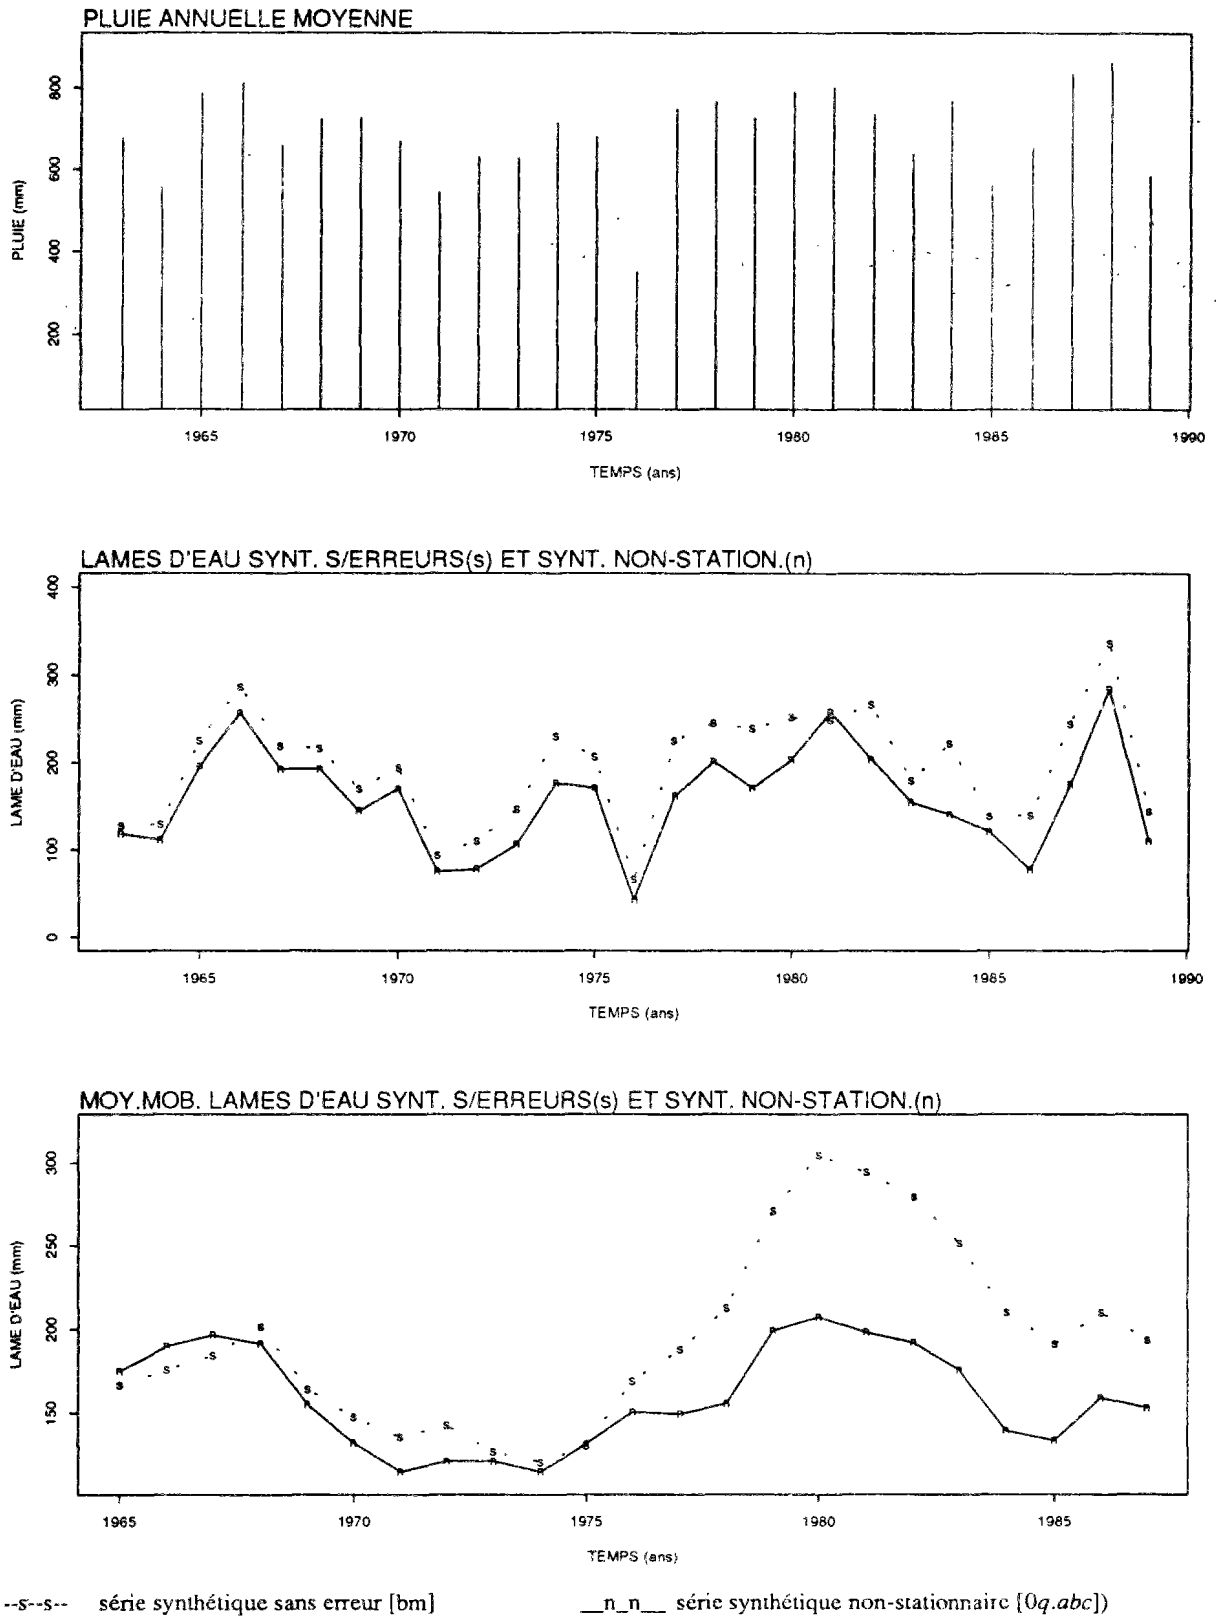 PLUIE ANNUELLE MOYENNE
PLUIE (mm)
800
600
400
200
1965 1970 1975 1980 1985 1990
TEMPS (ans)
LAMES D'EAU SYNT. S/ERREURS(s) ET SYNT. NON-STATION.(n)
LAME D'EAU (mm)
400
300
200
100
0
1965 1970 1975 1980 1985 1990
TEMPS (ans)
MOY.MOB. LAMES D'EAU SYNT. S/ERREURS(s) ET SYNT. NON-STATION.(n)
LAME D'EAU (mm)
300
250
200
150
1965 1970 1975 1980 1985
TEMPS (ans)
--s--s-- série synthétique sans erreur [bm] __n_n__ série synthétique non-stationnaire [0q.abc])